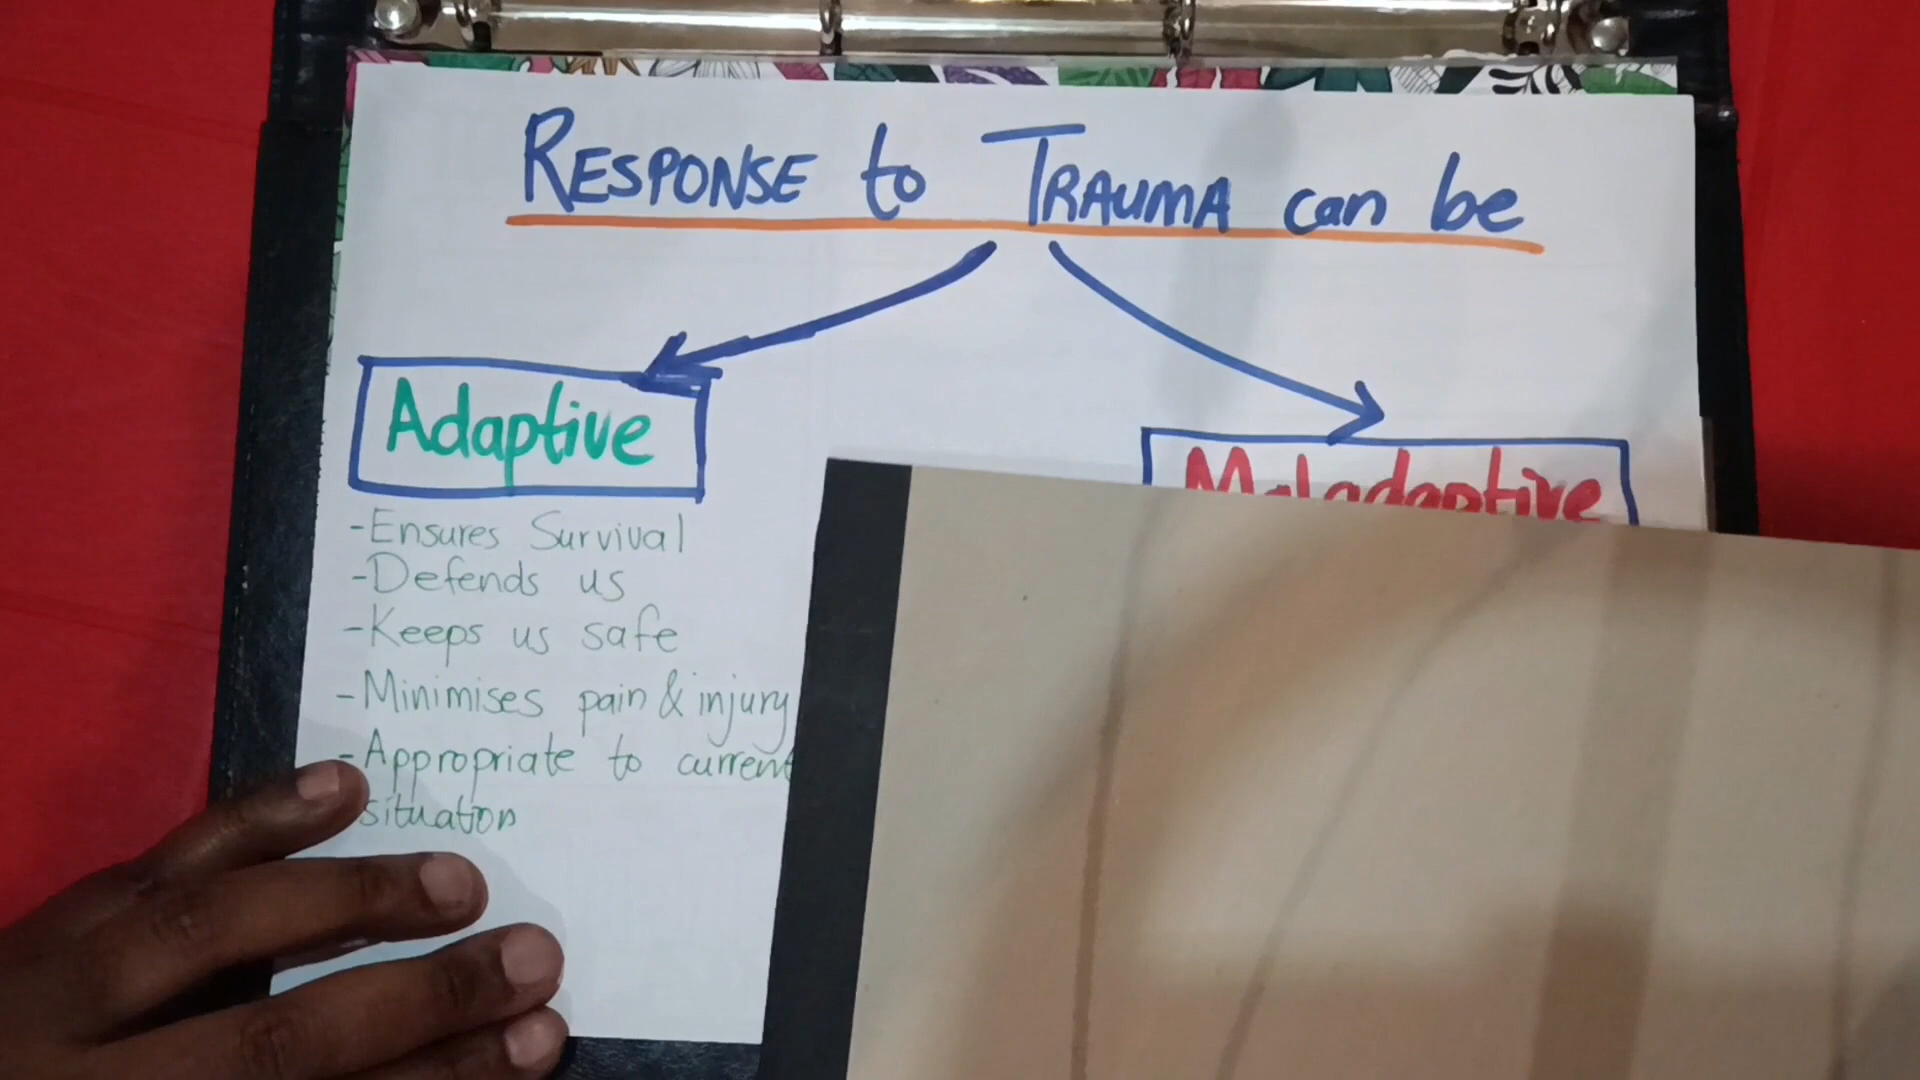 RESPONSE to TRAUMA can be
Adaptive
-Ensures Survival
-Defends us
-Keeps us safe
-Minimises pain & injury
-Appropriate to current
situation
Maladaptive